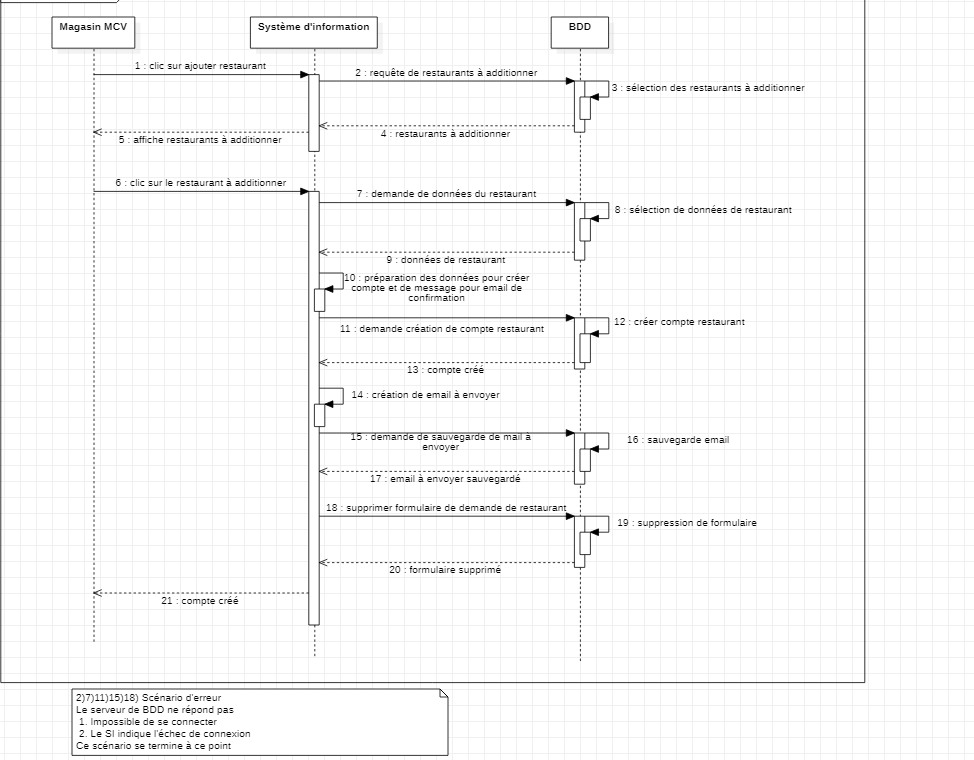 Magasin MCV
Système d'information
BDD
1 : clic sur ajouter restaurant
2 : requête de restaurants à additionner
3 : sélection des restaurants à additionner
4 : restaurants à additionner
5 : affiche restaurants à additionner
6 : clic sur le restaurant à additionner
7 : demande de données du restaurant
8 : sélection de données de restaurant
9 : données de restaurant
10 : préparation des données pour créer
compte et de message pour email de
confirmation
11 : demande création de compte restaurant
12 : créer compte restaurant
13 : compte créé
14 : création de email à envoyer
15 : demande de sauvegarde de mail à
envoyer
16 : sauvegarde email
17 : email à envoyer sauvegardé
18 : supprimer formulaire de demande de restaurant
19 : suppression de formulaire
20 : formulaire supprimé
21 : compte créé
2)7)11)15)18) Scénario d'erreur
Le serveur de BDD ne répond pas
1. Impossible de se connecter
2. Le SI indique l'échec de connexion
Ce scénario se termine à ce point